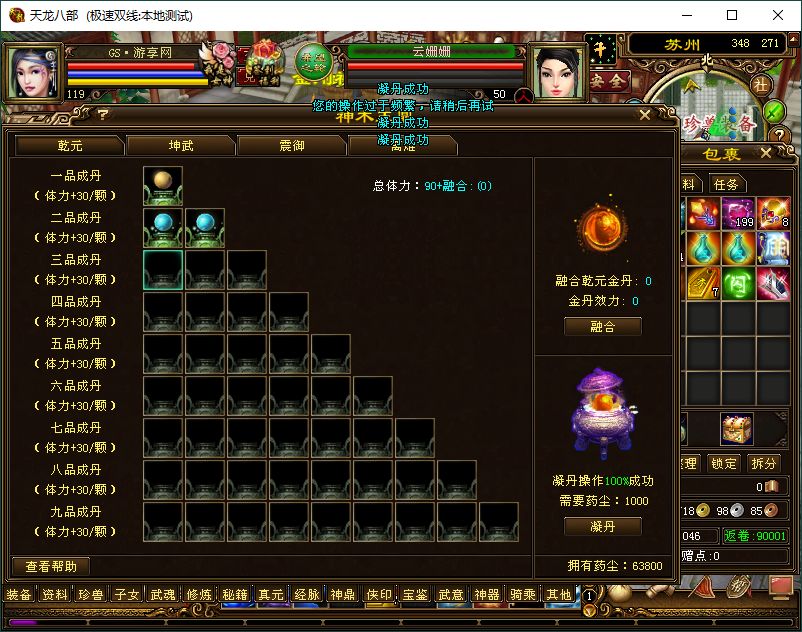 天龙八部 (极速双线:本地测试)
GS·游享网
云姗姗
苏州 348 271
北
119
50
安全
社
凝丹成功
您的操作过于频繁，请稍后再试
凝丹成功
凝丹成功
珍兽装备
?
?
包裹
乾元 坤武 震御
料 任务
一品成丹
(体力+30/颗)
总体力：90+融合:(0)
二品成丹
(体力+30/颗)
三品成丹
(体力+30/颗)
四品成丹
(体力+30/颗)
五品成丹
(体力+30/颗)
六品成丹
(体力+30/颗)
七品成丹
(体力+30/颗)
八品成丹
(体力+30/颗)
九品成丹
(体力+30/颗)
融合乾元金丹: 0
金丹效力: 0
融合
凝丹操作100%成功
需要药尘：1000
凝丹
拥有药尘：63800
查看帮助
199 8
7
理 锁定 拆分
0
18 98 85
046 返卷:90001
赠点:0
装备 资料 珍兽 子女 武魂 修炼 秘籍 真元 经脉 神鼎 侠印 宝鉴 武意 神器 骑乘 其他